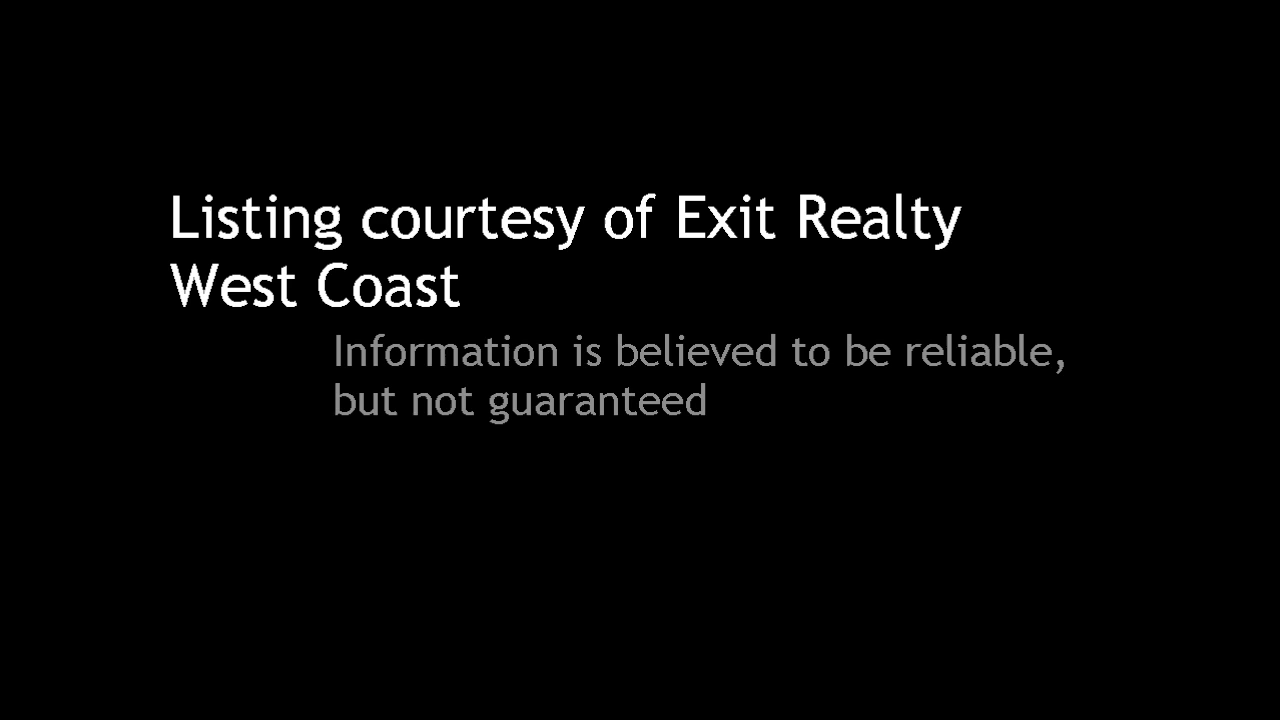 Listing courtesy of Exit Realty
West Coast
Information is believed to be reliable,
but not guaranteed